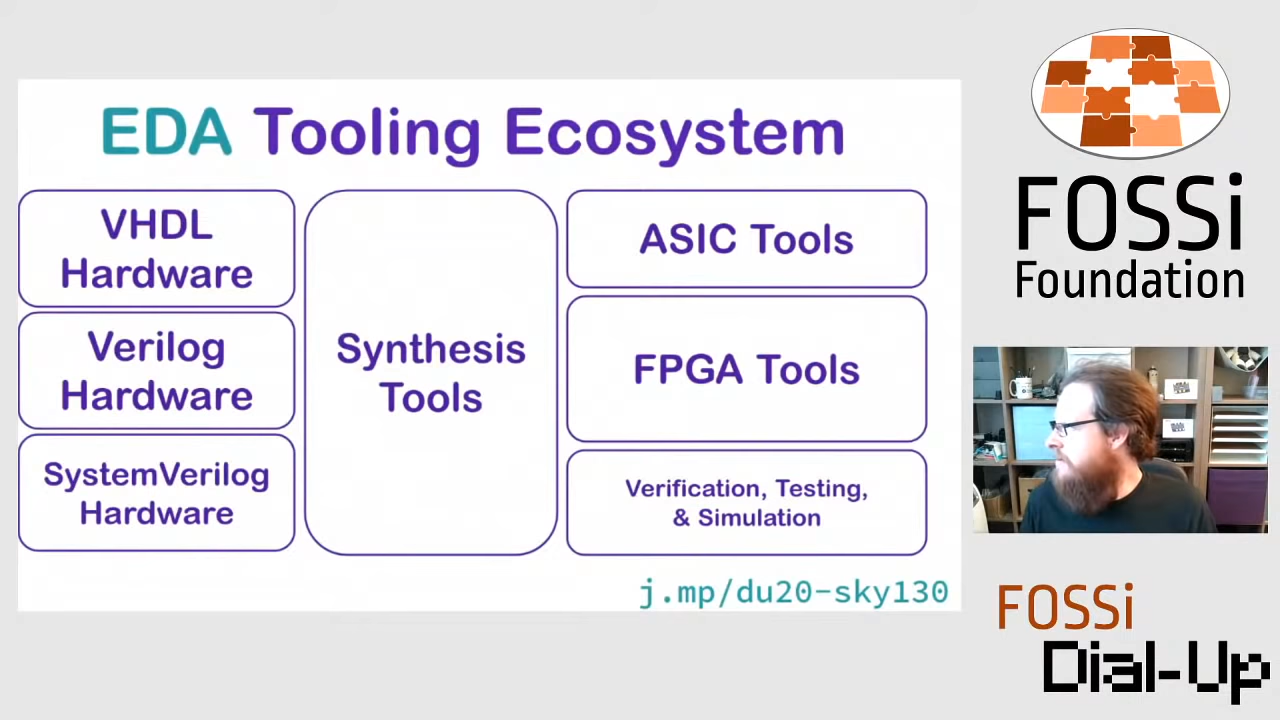 EDA Tooling Ecosystem
VHDL
Hardware
Verilog
Hardware
SystemVerilog
Hardware
Synthesis
Tools
ASIC Tools
FPGA Tools
Verification, Testing,
& Simulation
j.mp/du20-sky130
FOSSi
Foundation
FOSSi
Dial-Up